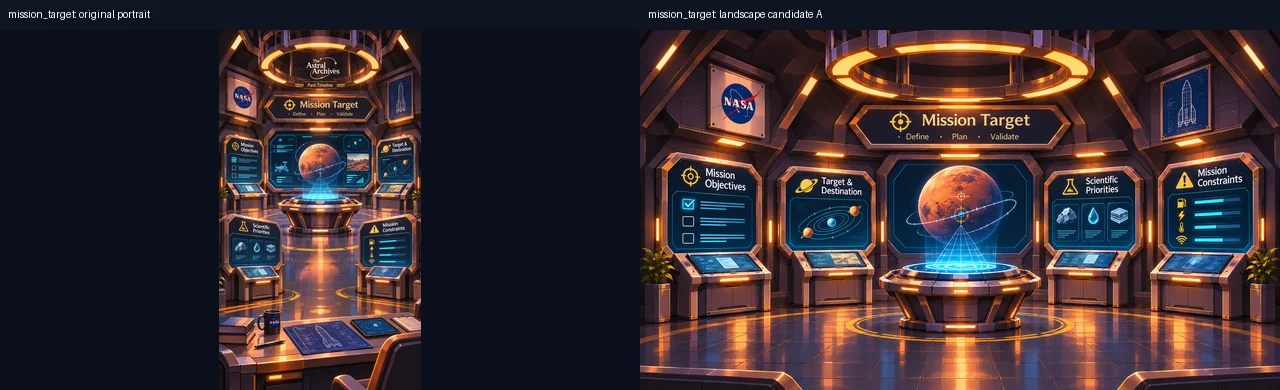 mission_target: original portrait
mission_target: landscape candidate A
The
Astral
Archives
Past Timeline
NASA
Mission Target
Define • Plan • Validate
Mission
Objectives
Target &
Destination
Scientific
Priorities
Mission
Constraints
NASA
Mission Target
• Define • Plan • Validate
Mission
Objectives
Target &
Destination
Scientific
Priorities
Mission
Constraints